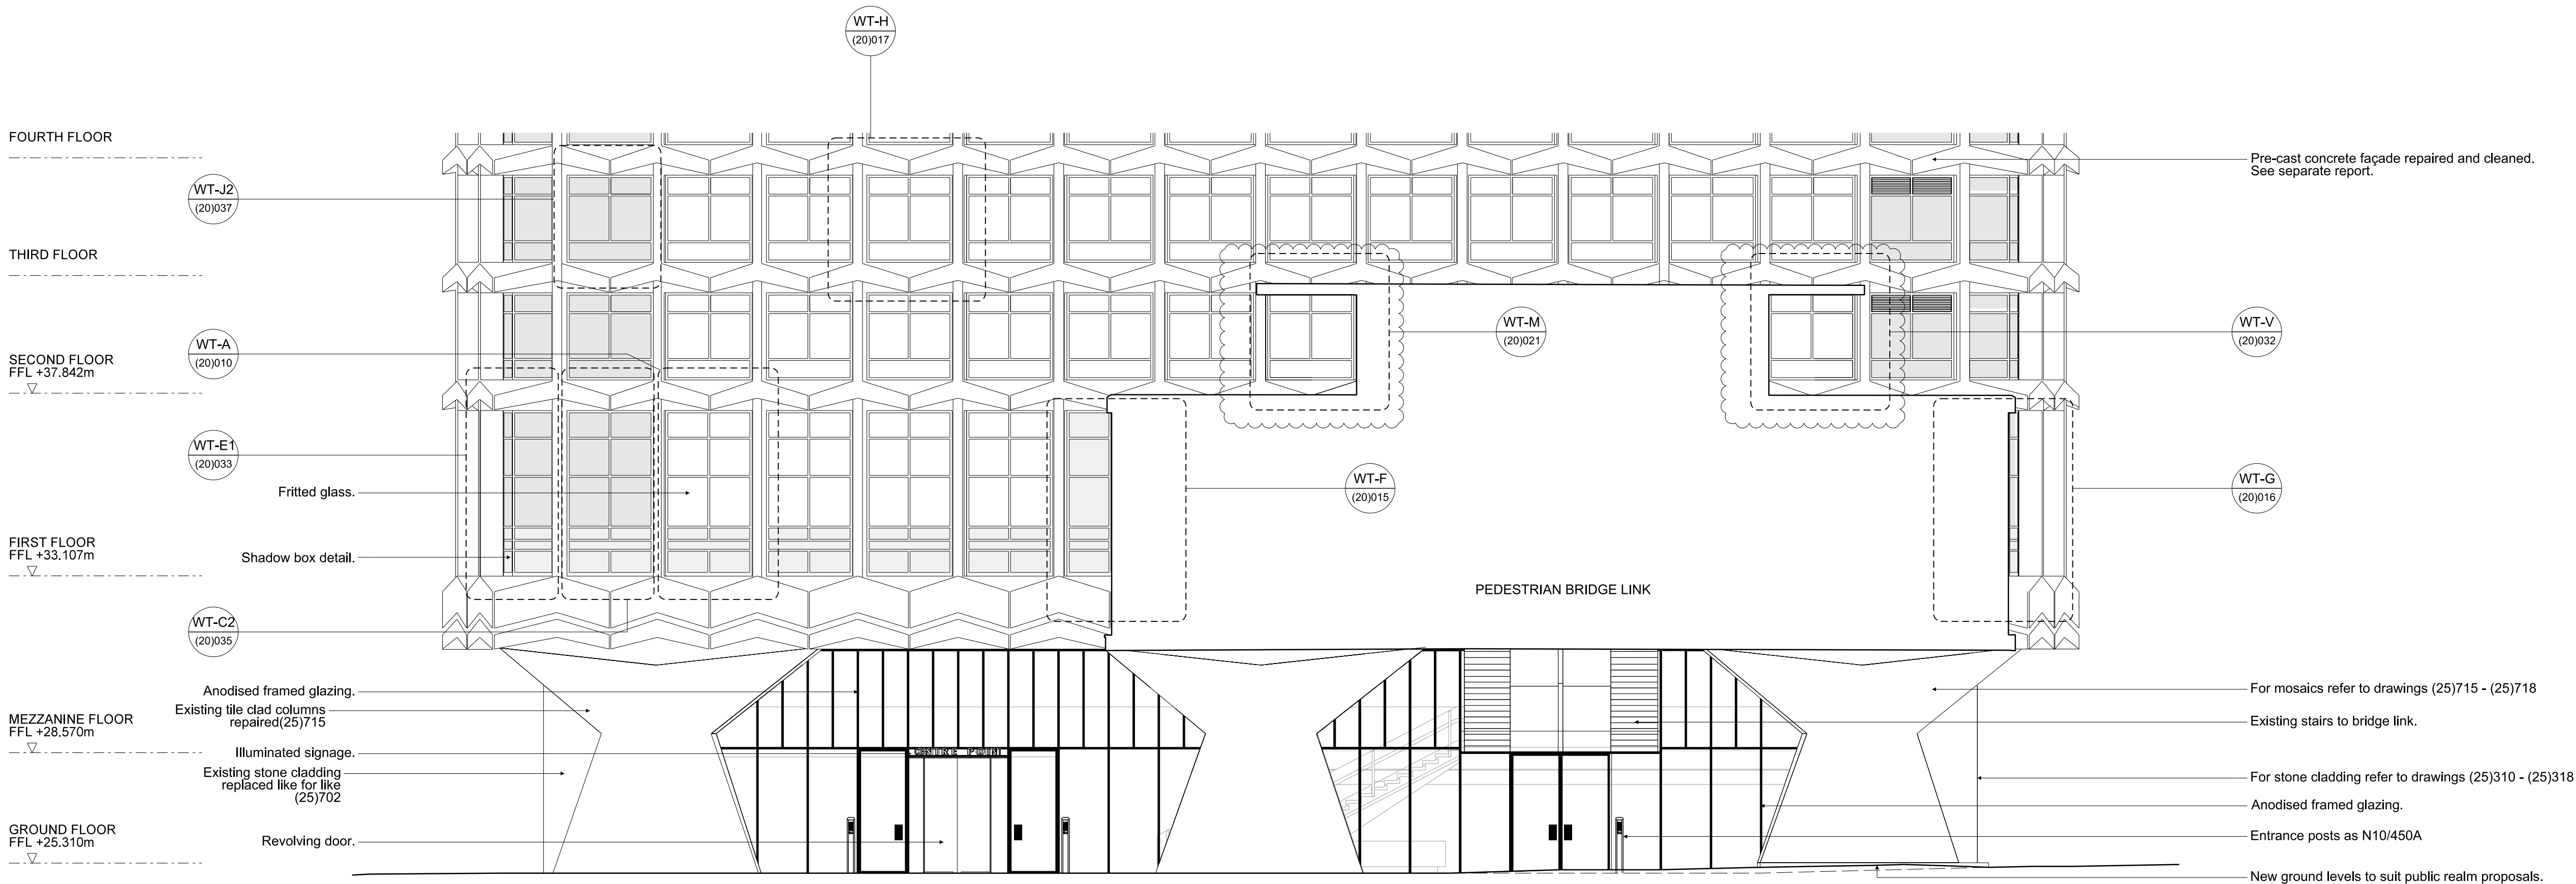 WT-H
(20)017
FOURTH FLOOR
Pre-cast concrete façade repaired and cleaned.
See separate report.
WT-J2
(20)037
THIRD FLOOR
WT-M
(20)021
WT-V
(20)032
WT-A
(20)010
SECOND FLOOR
FFL +37.842m
WT-E1
(20)033
Fritted glass.
WT-F
(20)015
WT-G
(20)016
FIRST FLOOR
FFL +33.107m
Shadow box detail.
PEDESTRIAN BRIDGE LINK
WT-C2
(20)035
Anodised framed glazing.
Existing tile clad columns
repaired(25)715
For mosaics refer to drawings (25)715 - (25)718
MEZZANINE FLOOR
FFL +28.570m
Existing stairs to bridge link.
Illuminated signage.
CENTRE POINT
Existing stone cladding
replaced like for like
(25)702
For stone cladding refer to drawings (25)310 - (25)318
Anodised framed glazing.
GROUND FLOOR
FFL +25.310m
Revolving door.
Entrance posts as N10/450A
New ground levels to suit public realm proposals.